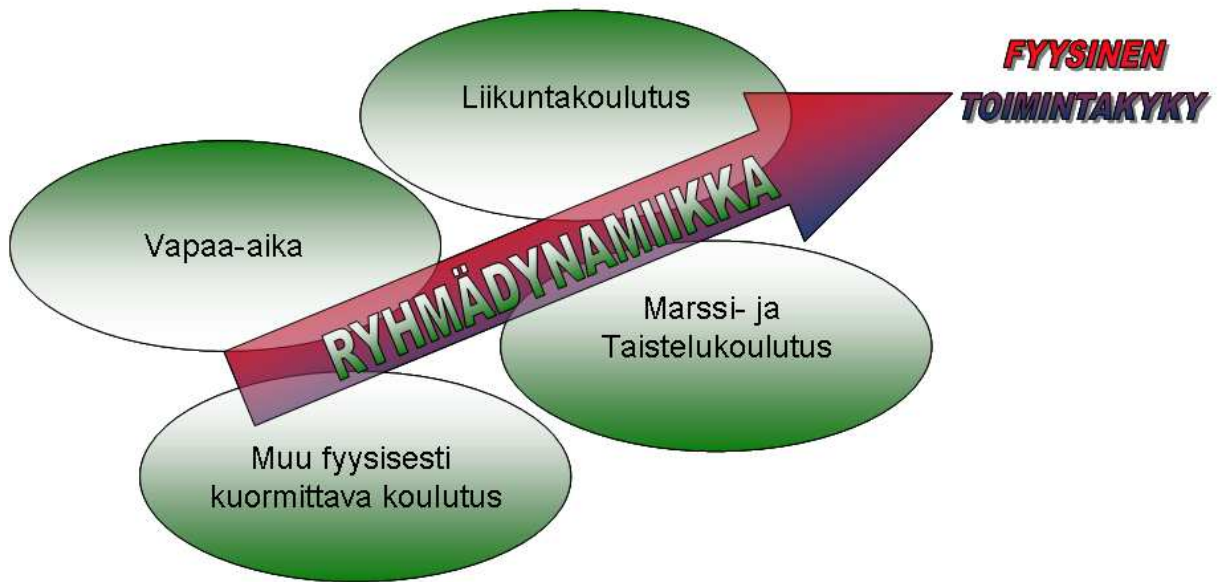 FYYSINEN
TOIMINTAKYKY
Liikuntakoulutus
Vapaa-aika
RYHMÄDYNAMIIKKA
Marssi- ja
Taistelukoulutus
Muu fyysisesti
kuormittava koulutus